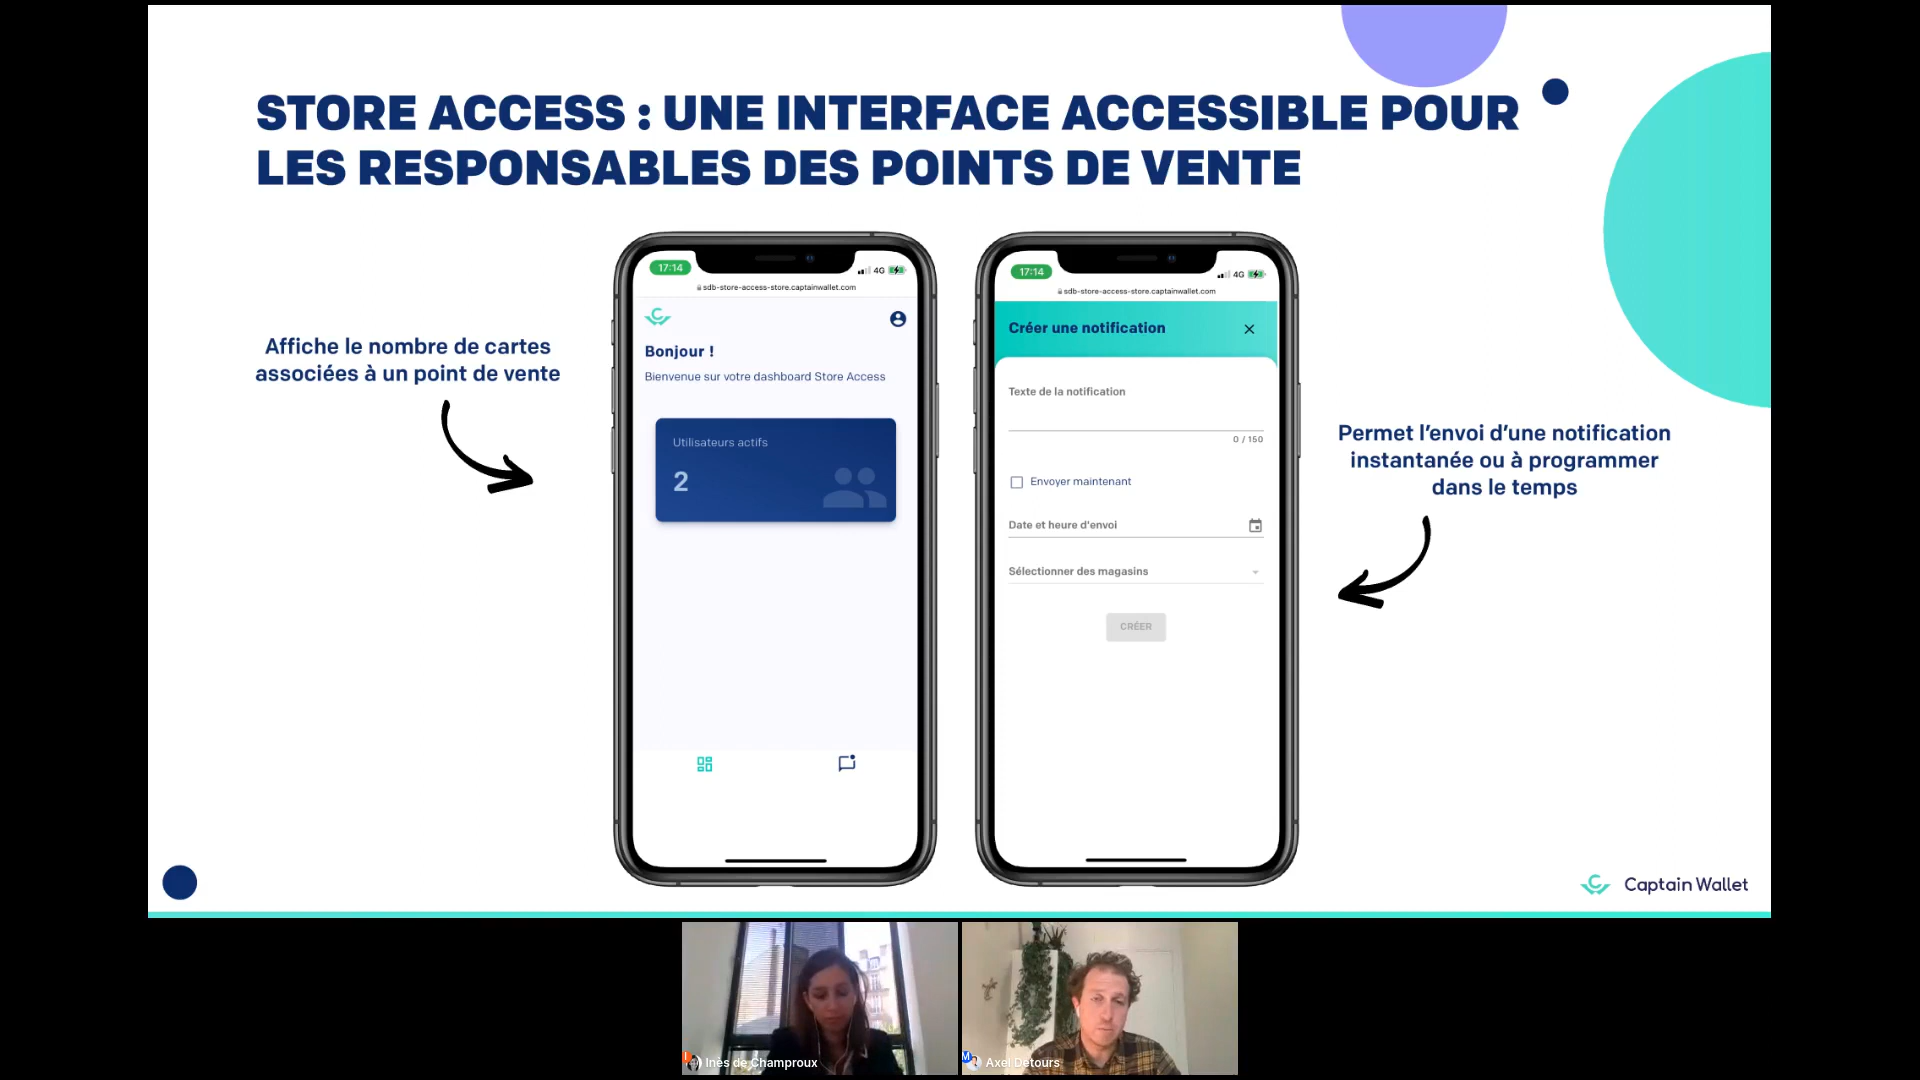 STORE ACCESS : UNE INTERFACE ACCESSIBLE POUR
LES RESPONSABLES DES POINTS DE VENTE
Affiche le nombre de cartes
associées à un point de vente
17:14
4G
sdb-store-access-store.captainwallet.com
Bonjour !
Bienvenue sur votre dashboard Store Access
Utilisateurs actifs
2
17:14
4G
sdb-store-access-store.captainwallet.com
Créer une notification
Texte de la notification
0 / 150
Envoyer maintenant
Date et heure d'envoi
Sélectionner des magasins
CRÉER
Permet l’envoi d’une notification
instantanée ou à programmer
dans le temps
Captain Wallet
Inès de Champroux
Axel Detours